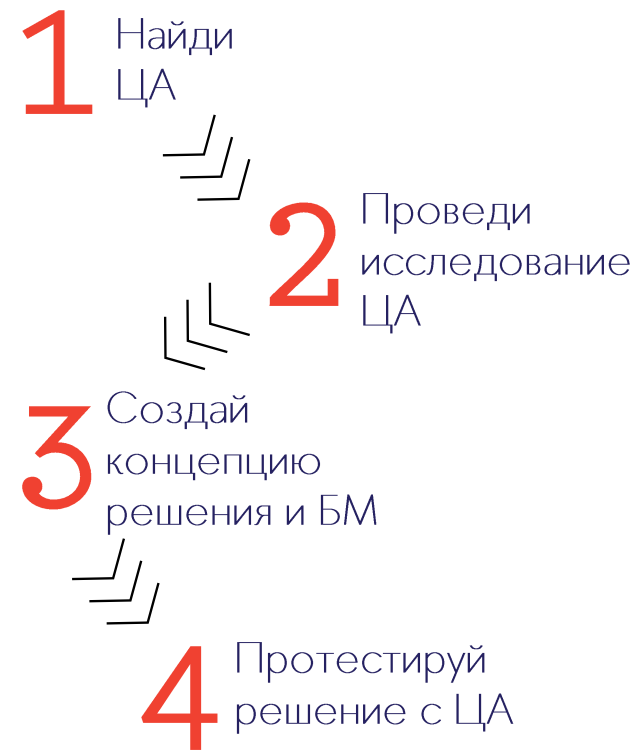 1
Найди
ЦА
2
Проведи
исследование
ЦА
3
Создай
концепцию
решения и БМ
4
Протестируй
решение с ЦА